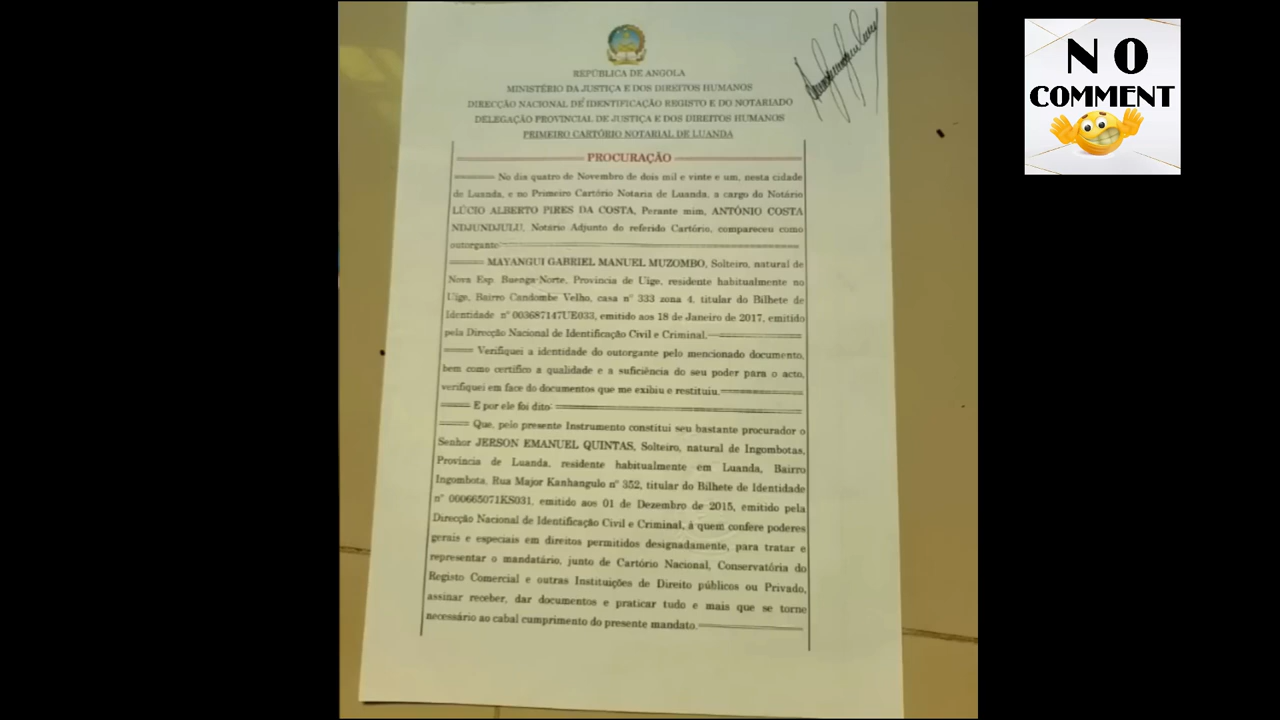 REPÚBLICA DE ANGOLA
MINISTÉRIO DA JUSTIÇA E DOS DIREITOS HUMANOS
DIRECÇÃO NACIONAL DE IDENTIFICAÇÃO REGISTO E DO NOTARIADO
DELEGAÇÃO PROVINCIAL DE JUSTIÇA E DOS DIREITOS HUMANOS
PRIMEIRO CARTÓRIO NOTARIAL DE LUANDA
PROCURAÇÃO
No dia quatro de Novembro de dois mil e vinte e um, nesta cidade
de Luanda, e no Primeiro Cartório Notaria de Luanda, a cargo do Notário
LÚCIO ALBERTO PIRES DA COSTA, Perante mim, ANTÓNIO COSTA
NDJUNDJULU, Notário Adjunto do referido Cartório, compareceu como
outorgante
MAYANGUI GABRIEL MANUEL MUZOMBO, Solteiro, natural de
Nova Esp. Buenga-Norte, Província de Uíge, residente habitualmente no
Uíge, Bairro Candombe Velho, casa nº 333 zona 4, titular do Bilhete de
Identidade nº 003687147UE033, emitido aos 18 de Janeiro de 2017, emitido
pela Direcção Nacional de Identificação Civil e Criminal.
Verifiquei a identidade do outorgante pelo mencionado documento,
bem como certifico a qualidade e a suficiência do seu poder para o acto,
verifiquei em face do documentos que me exibiu e restituiu.
E por ele foi dito:
Que, pelo presente Instrumento constitui seu bastante procurador o
Senhor JERSON EMANUEL QUINTAS, Solteiro, natural de Ingombotas,
Província de Luanda, residente habitualmente em Luanda, Bairro
Ingombota, Rua Major Kanhangulo nº 352, titular do Bilhete de Identidade
nº 000665071KS031, emitido aos 01 de Dezembro de 2015, emitido pela
Direcção Nacional de Identificação Civil e Criminal, á quem confere poderes
gerais e especiais em direitos permitidos designadamente, para tratar e
representar o mandatário, junto de Cartório Nacional, Conservatória do
Registo Comercial e outras Instituições de Direito públicos ou Privado,
assinar receber, dar documentos e praticar tudo e mais que se torne
necessário ao cabal cumprimento do presente mandato.
NO
COMMENT